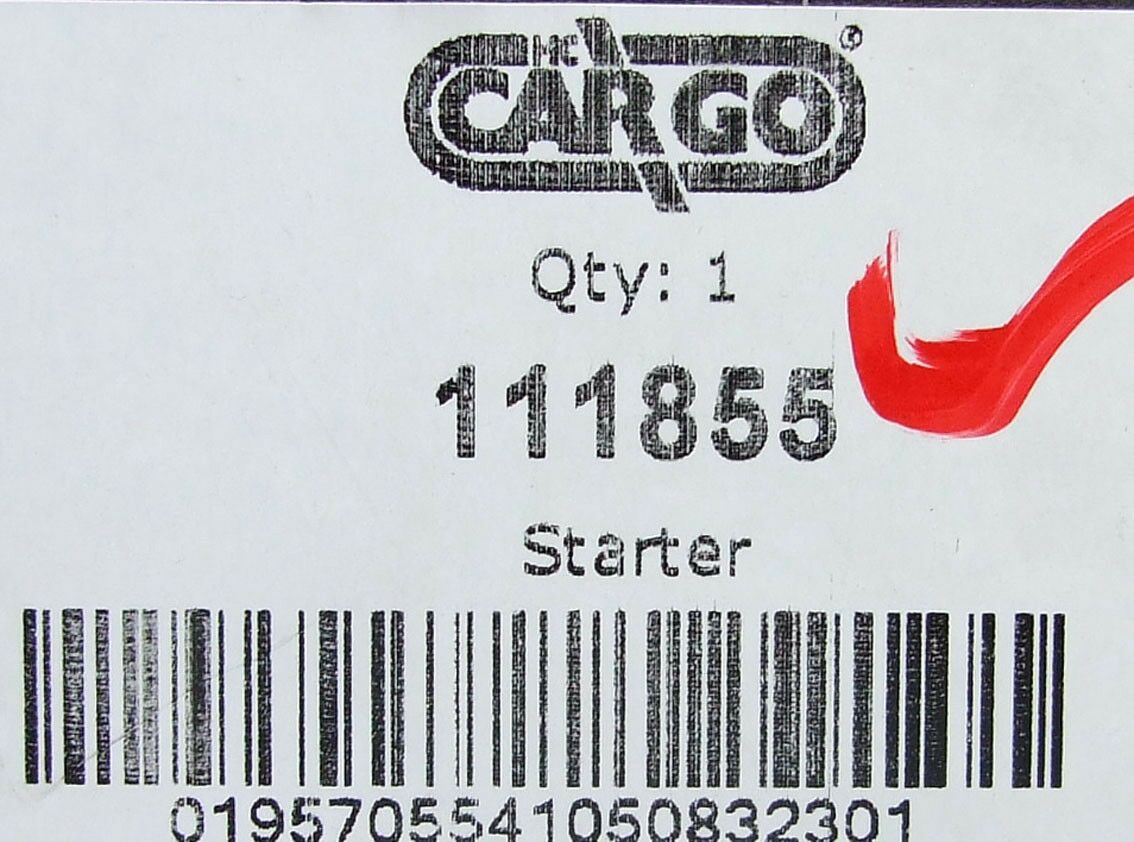 HC
CARGO®
Qty: 1
111855
Starter
0195705541050832301